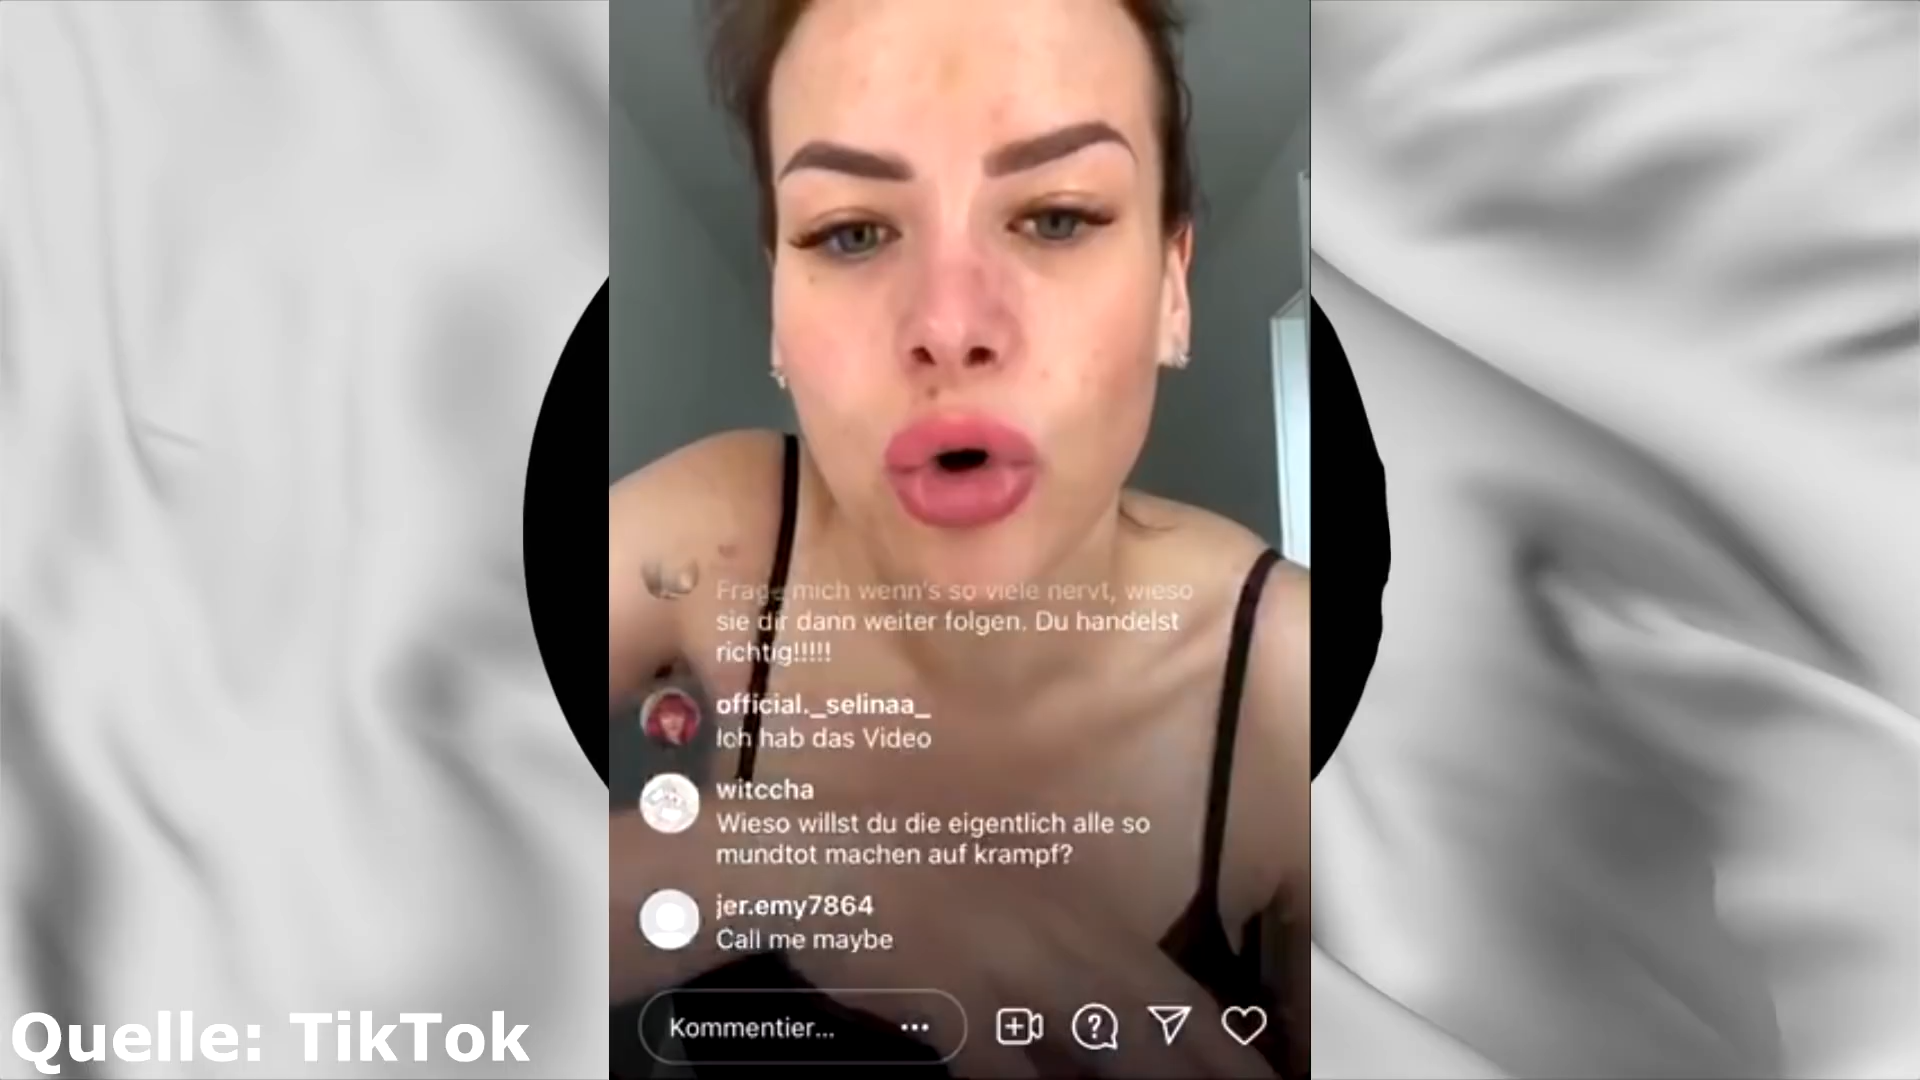 Frage mich wenn's so viele nervt, wieso
sie dir dann weiter folgen. Du handelst
richtig!!!!!
official._selinaa_
Ich hab das Video
witccha
Wieso willst du die eigentlich alle so
mundtot machen auf krampf?
jer.emy7864
Call me maybe
Kommentier...
Quelle: TikTok